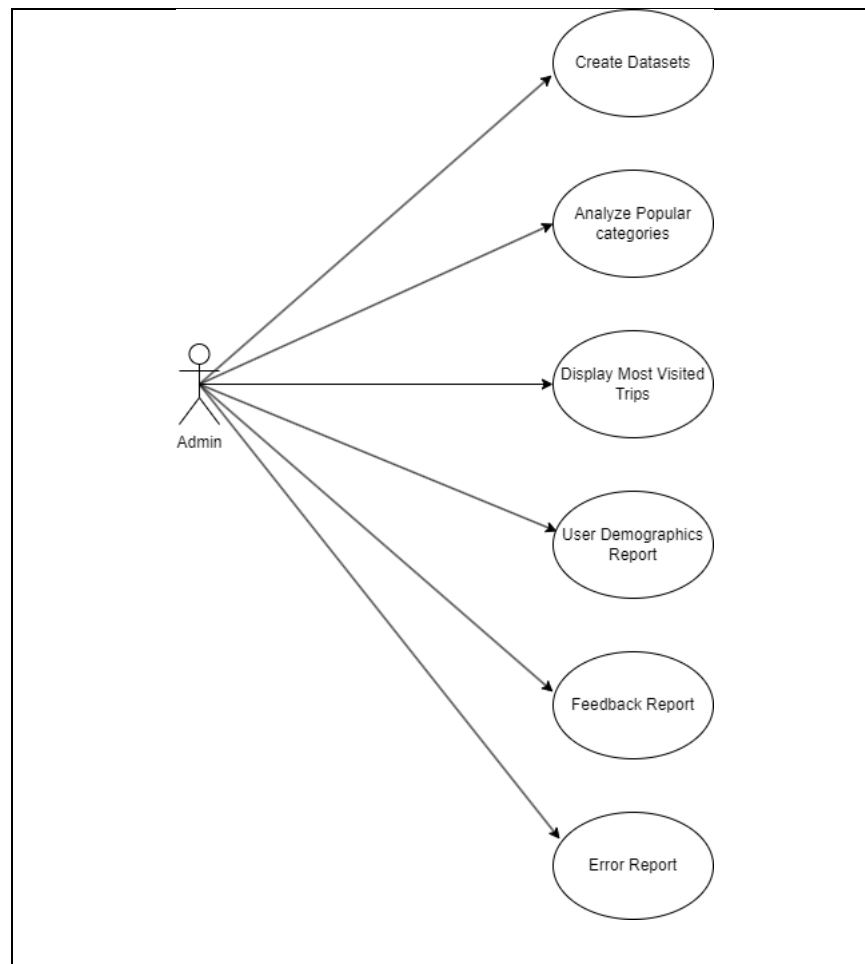 Create Datasets
Analyze Popular
categories
Display Most Visited
Trips
Admin
User Demographics
Report
Feedback Report
Error Report